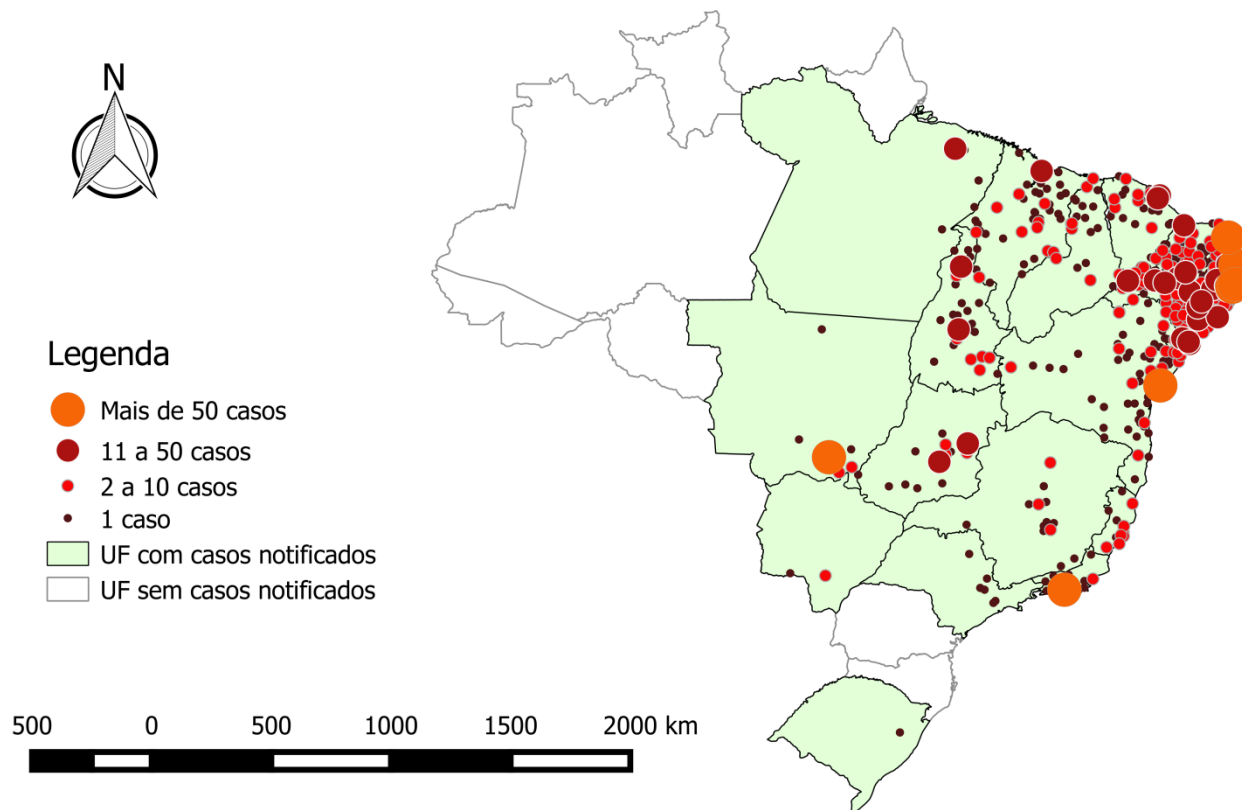 N
Legenda
Mais de 50 casos
11 a 50 casos
2 a 10 casos
1 caso
UF com casos notificados
UF sem casos notificados
500 0 500 1000 1500 2000 km